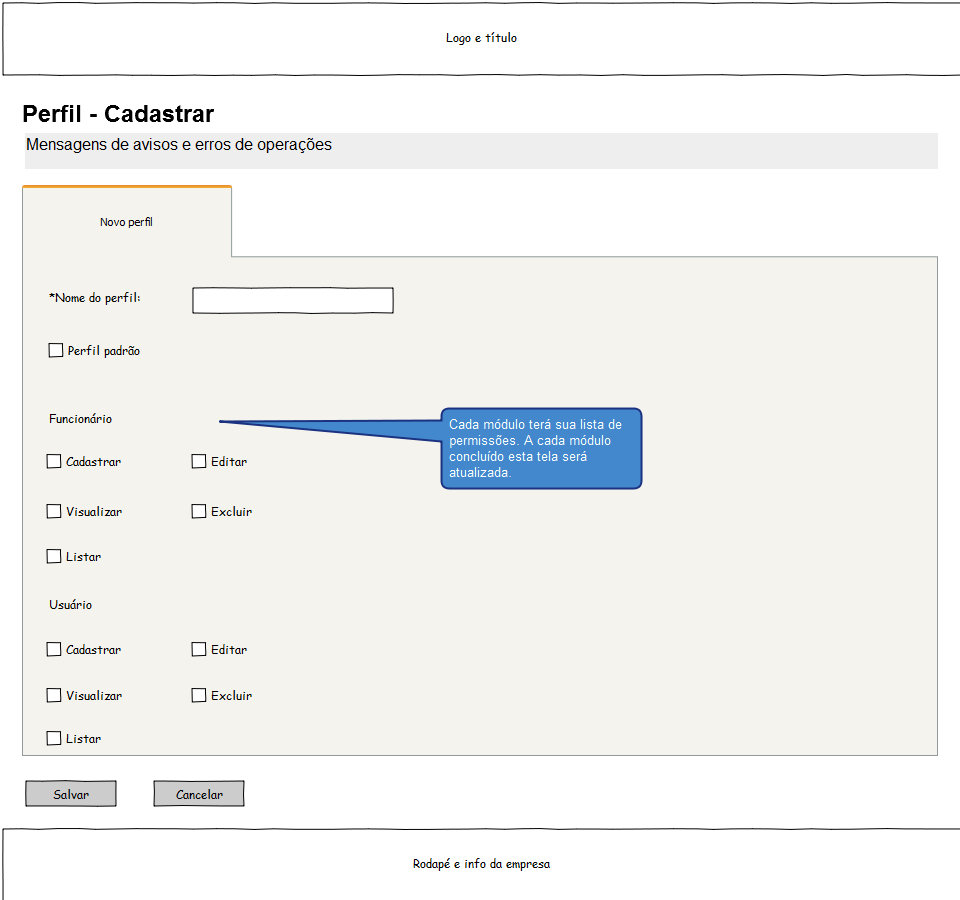 Logo e título
Perfil - Cadastrar
Mensagens de avisos e erros de operações
Novo perfil
*Nome do perfil:
Perfil padrão
Funcionário
Cada módulo terá sua lista de
permissões. A cada módulo
concluído esta tela será
atualizada.
Cadastrar Editar
Visualizar Excluir
Listar
Usuário
Cadastrar Editar
Visualizar Excluir
Listar
Salvar Cancelar
Rodapé e info da empresa